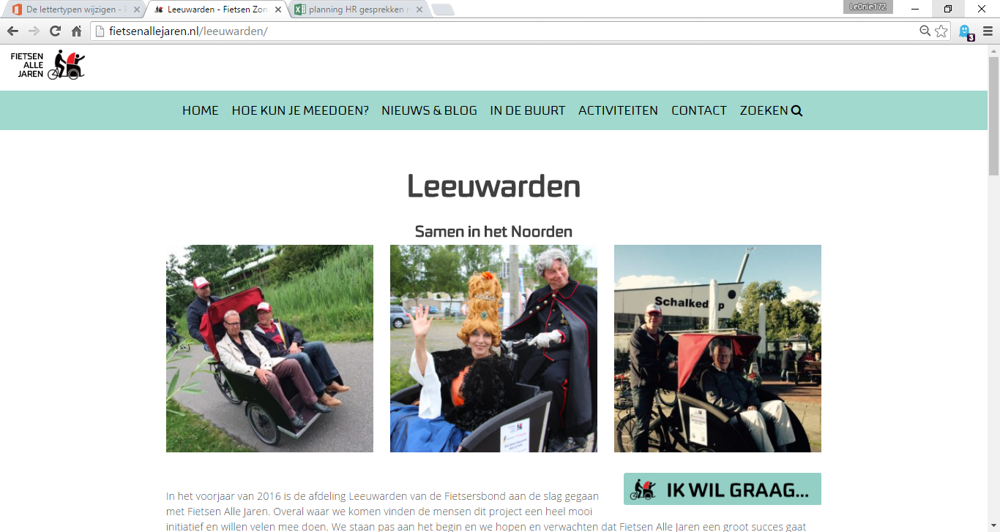 De lettertypen wijzigen -
Leeuwarden - Fietsen Zon
planning HR gesprekken
Le0nie172
fietsenallejaren.nl/leeuwarden/
3
FIETSEN
ALLE
JAREN
HOME HOE KUN JE MEEDOEN? NIEUWS & BLOG IN DE BUURT ACTIVITEITEN CONTACT ZOEKEN
Leeuwarden
Samen in het Noorden
Schalked p
IK WIL GRAAG...
In het voorjaar van 2016 is de afdeling Leeuwarden van de Fietsersbond aan de slag gegaan
met Fietsen Alle Jaren. Overal waar we komen vinden de mensen dit project een heel mooi
initiatief en willen velen mee doen. We staan pas aan het begin en we hopen en verwachten dat Fietsen Alle Jaren een groot succes gaat